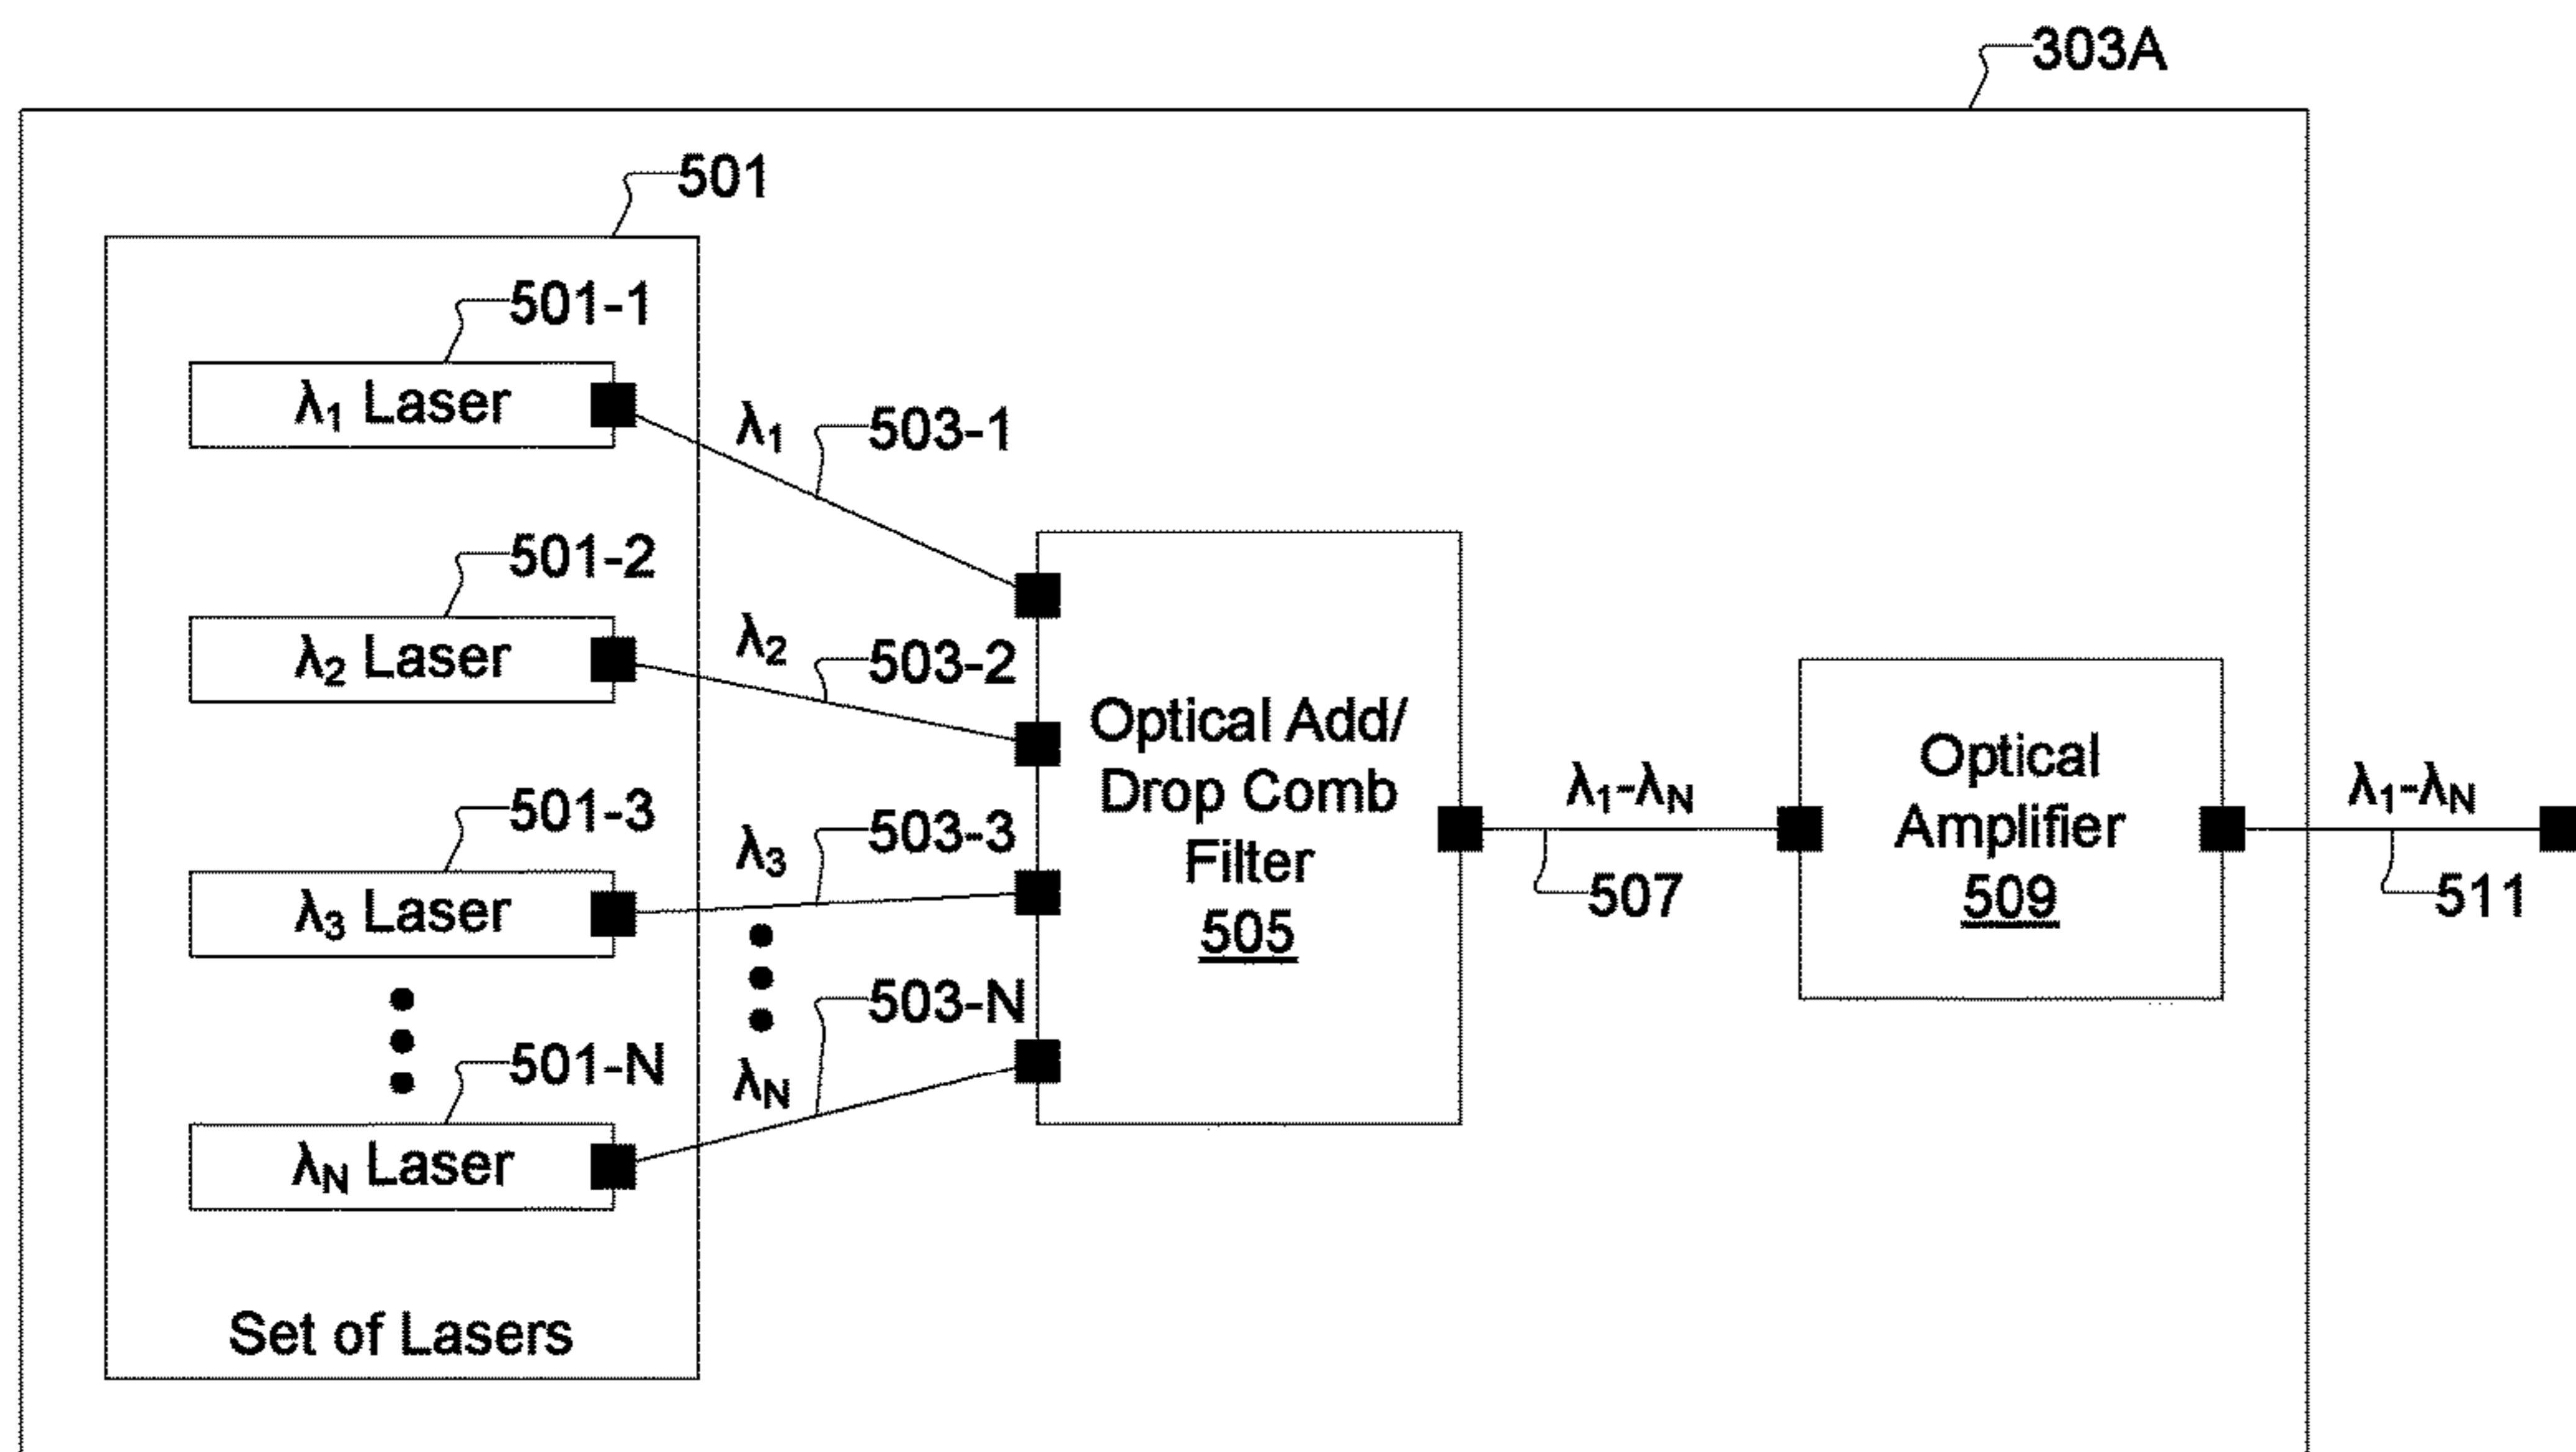 303A
501
501-1
λ₁ Laser
λ₁
503-1
501-2
λ₂ Laser
λ₂
503-2
501-3
λ₃ Laser
λ₃
503-3
501-N
λN Laser
λN
503-N
Set of Lasers
Optical Add/
Drop Comb
Filter
505
λ₁-λN
507
Optical
Amplifier
509
λ₁-λN
511